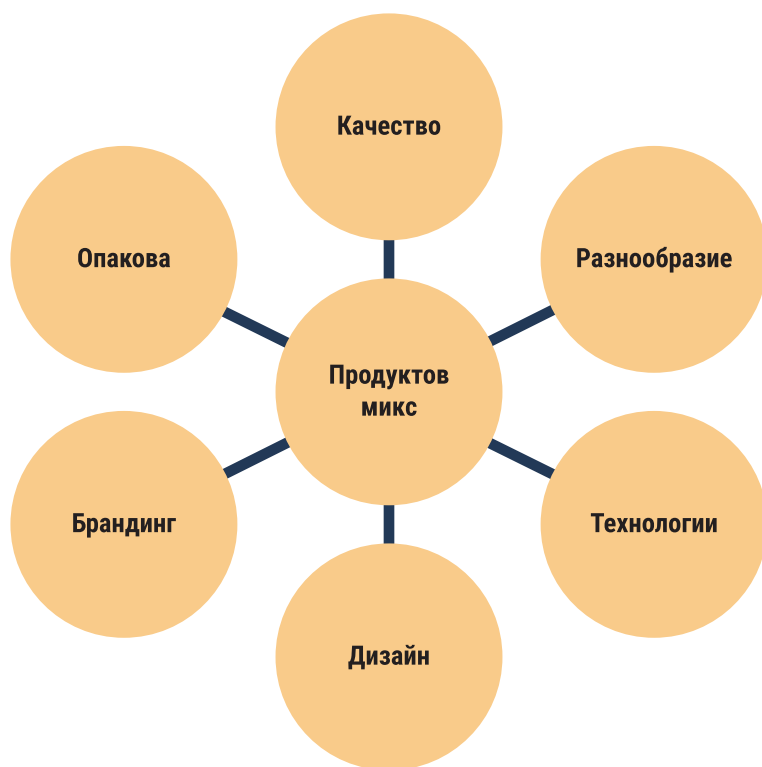 Качество
Опакова
Разнообразие
Продуктов
микс
Брандинг
Технологии
Дизайн